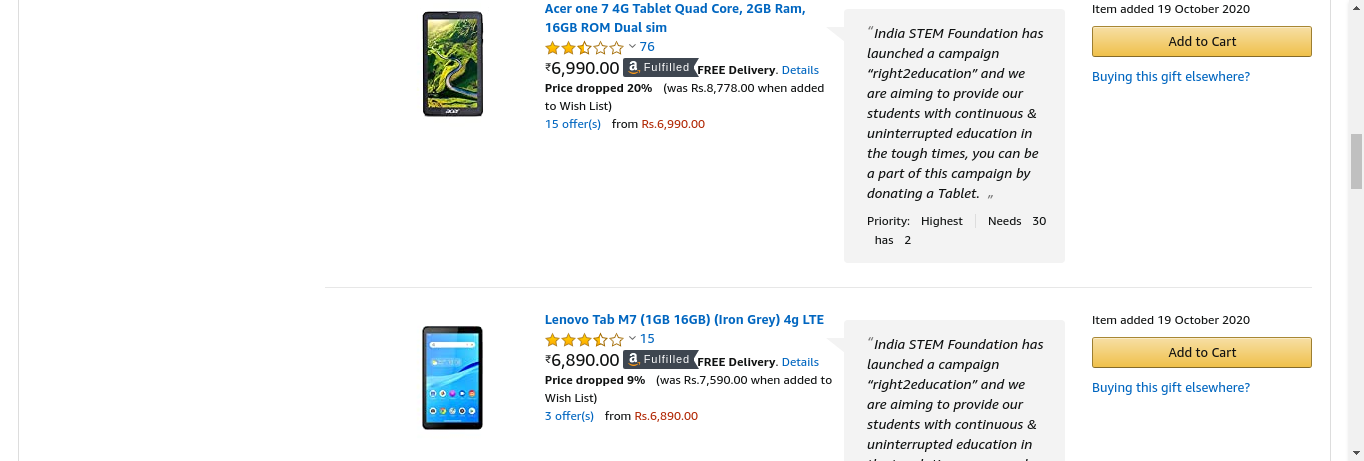 Acer one 7 4G Tablet Quad Core, 2GB Ram,
16GB ROM Dual sim
76
₹6,990.00 a Fulfilled FREE Delivery. Details
Price dropped 20% (was Rs.8,778.00 when added
to Wish List)
15 offer(s) from Rs.6,990.00
acer
“India STEM Foundation has
launched a campaign
“right2education” and we
are aiming to provide our
students with continuous &
uninterrupted education in
the tough times, you can be
a part of this campaign by
donating a Tablet. „
Priority: Highest Needs 30
has 2
Item added 19 October 2020
Add to Cart
Buying this gift elsewhere?
Lenovo Tab M7 (1GB 16GB) (Iron Grey) 4g LTE
15
₹6,890.00 a Fulfilled FREE Delivery. Details
Price dropped 9% (was Rs.7,590.00 when added to
Wish List)
3 offer(s) from Rs.6,890.00
“India STEM Foundation has
launched a campaign
“right2education” and we
are aiming to provide our
students with continuous &
uninterrupted education in
Item added 19 October 2020
Add to Cart
Buying this gift elsewhere?